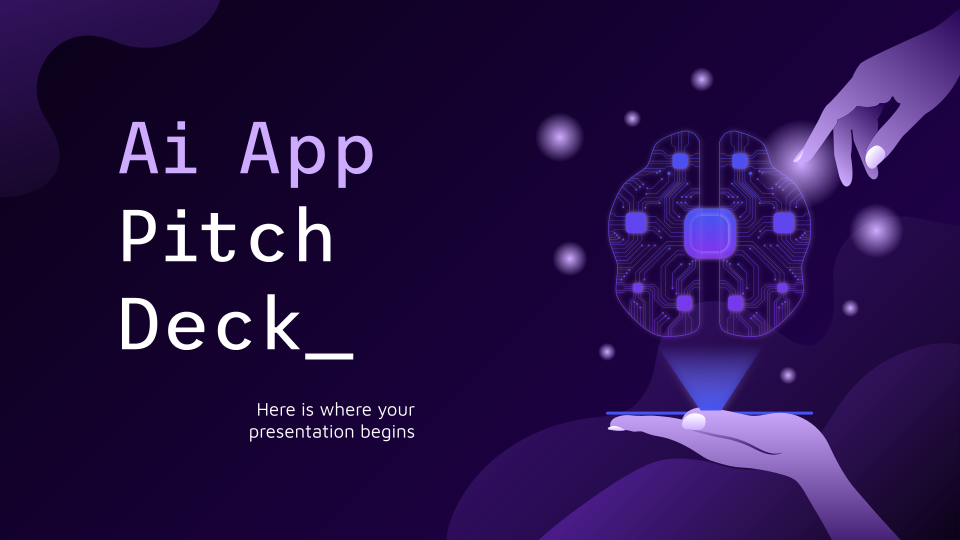 Ai App
Pitch
Deck_
Here is where your
presentation begins